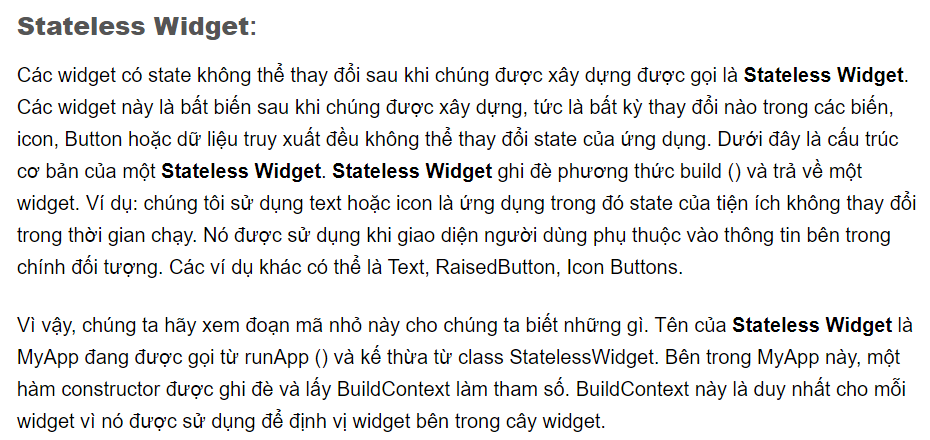 Stateless Widget:
Các widget có state không thể thay đổi sau khi chúng được xây dựng được gọi là Stateless Widget.
Các widget này là bất biến sau khi chúng được xây dựng, tức là bất kỳ thay đổi nào trong các biến,
icon, Button hoặc dữ liệu truy xuất đều không thể thay đổi state của ứng dụng. Dưới đây là cấu trúc
cơ bản của một Stateless Widget. Stateless Widget ghi đè phương thức build () và trả về một
widget. Ví dụ: chúng tôi sử dụng text hoặc icon là ứng dụng trong đó state của tiện ích không thay đổi
trong thời gian chạy. Nó được sử dụng khi giao diện người dùng phụ thuộc vào thông tin bên trong
chính đối tượng. Các ví dụ khác có thể là Text, RaisedButton, Icon Buttons.
Vì vậy, chúng ta hãy xem đoạn mã nhỏ này cho chúng ta biết những gì. Tên của Stateless Widget là
MyApp đang được gọi từ runApp () và kế thừa từ class StatelessWidget. Bên trong MyApp này, một
hàm constructor được ghi đè và lấy BuildContext làm tham số. BuildContext này là duy nhất cho mỗi
widget vì nó được sử dụng để định vị widget bên trong cây widget.